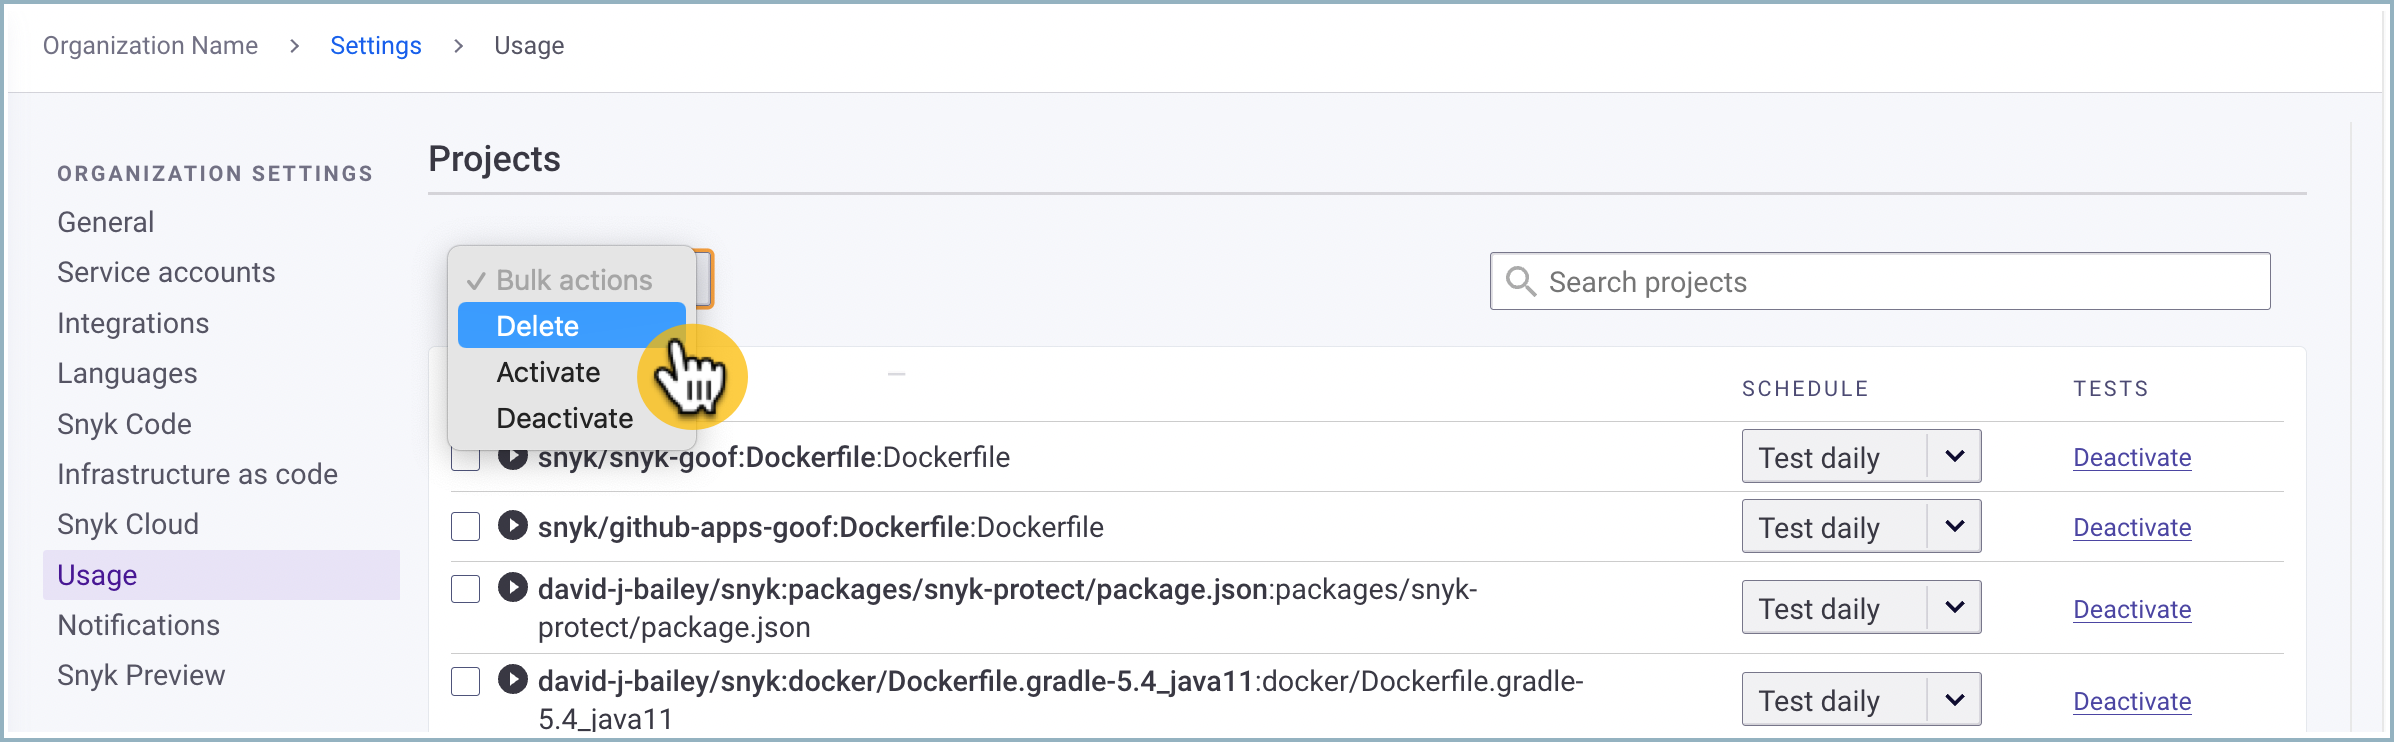 Organization Name > Settings > Usage
ORGANIZATION SETTINGS
General
Service accounts
Integrations
Languages
Snyk Code
Infrastructure as code
Snyk Cloud
Usage
Notifications
Snyk Preview
Projects
✓ Bulk actions
Delete
Activate
Deactivate
Search projects
SCHEDULE TESTS
snyk/snyk-goof:Dockerfile:Dockerfile Test daily Deactivate
snyk/github-apps-goof:Dockerfile:Dockerfile Test daily Deactivate
david-j-bailey/snyk:packages/snyk-protect/package.json:packages/snyk-
protect/package.json
Test daily Deactivate
david-j-bailey/snyk:docker/Dockerfile.gradle-5.4_java11:docker/Dockerfile.gradle-
5.4_java11
Test daily Deactivate